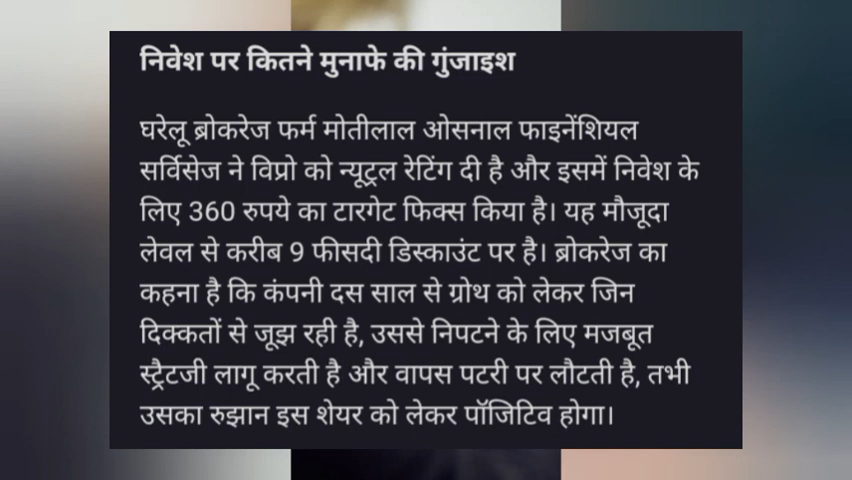 निवेश पर कितने मुनाफे की गुंजाइश
घरेलू ब्रोकरेज फर्म मोतीलाल ओसनाल फाइनेंशियल
सर्विसेज ने विप्रो को न्यूट्रल रेटिंग दी है और इसमें निवेश के
लिए 360 रुपये का टारगेट फिक्स किया है। यह मौजूदा
लेवल से करीब 9 फीसदी डिस्काउंट पर है। ब्रोकरेज का
कहना है कि कंपनी दस साल से ग्रोथ को लेकर जिन
दिक्कतों से जूझ रही है, उससे निपटने के लिए मजबूत
स्ट्रैटजी लागू करती है और वापस पटरी पर लौटती है, तभी
उसका रुझान इस शेयर को लेकर पॉजिटिव होगा।